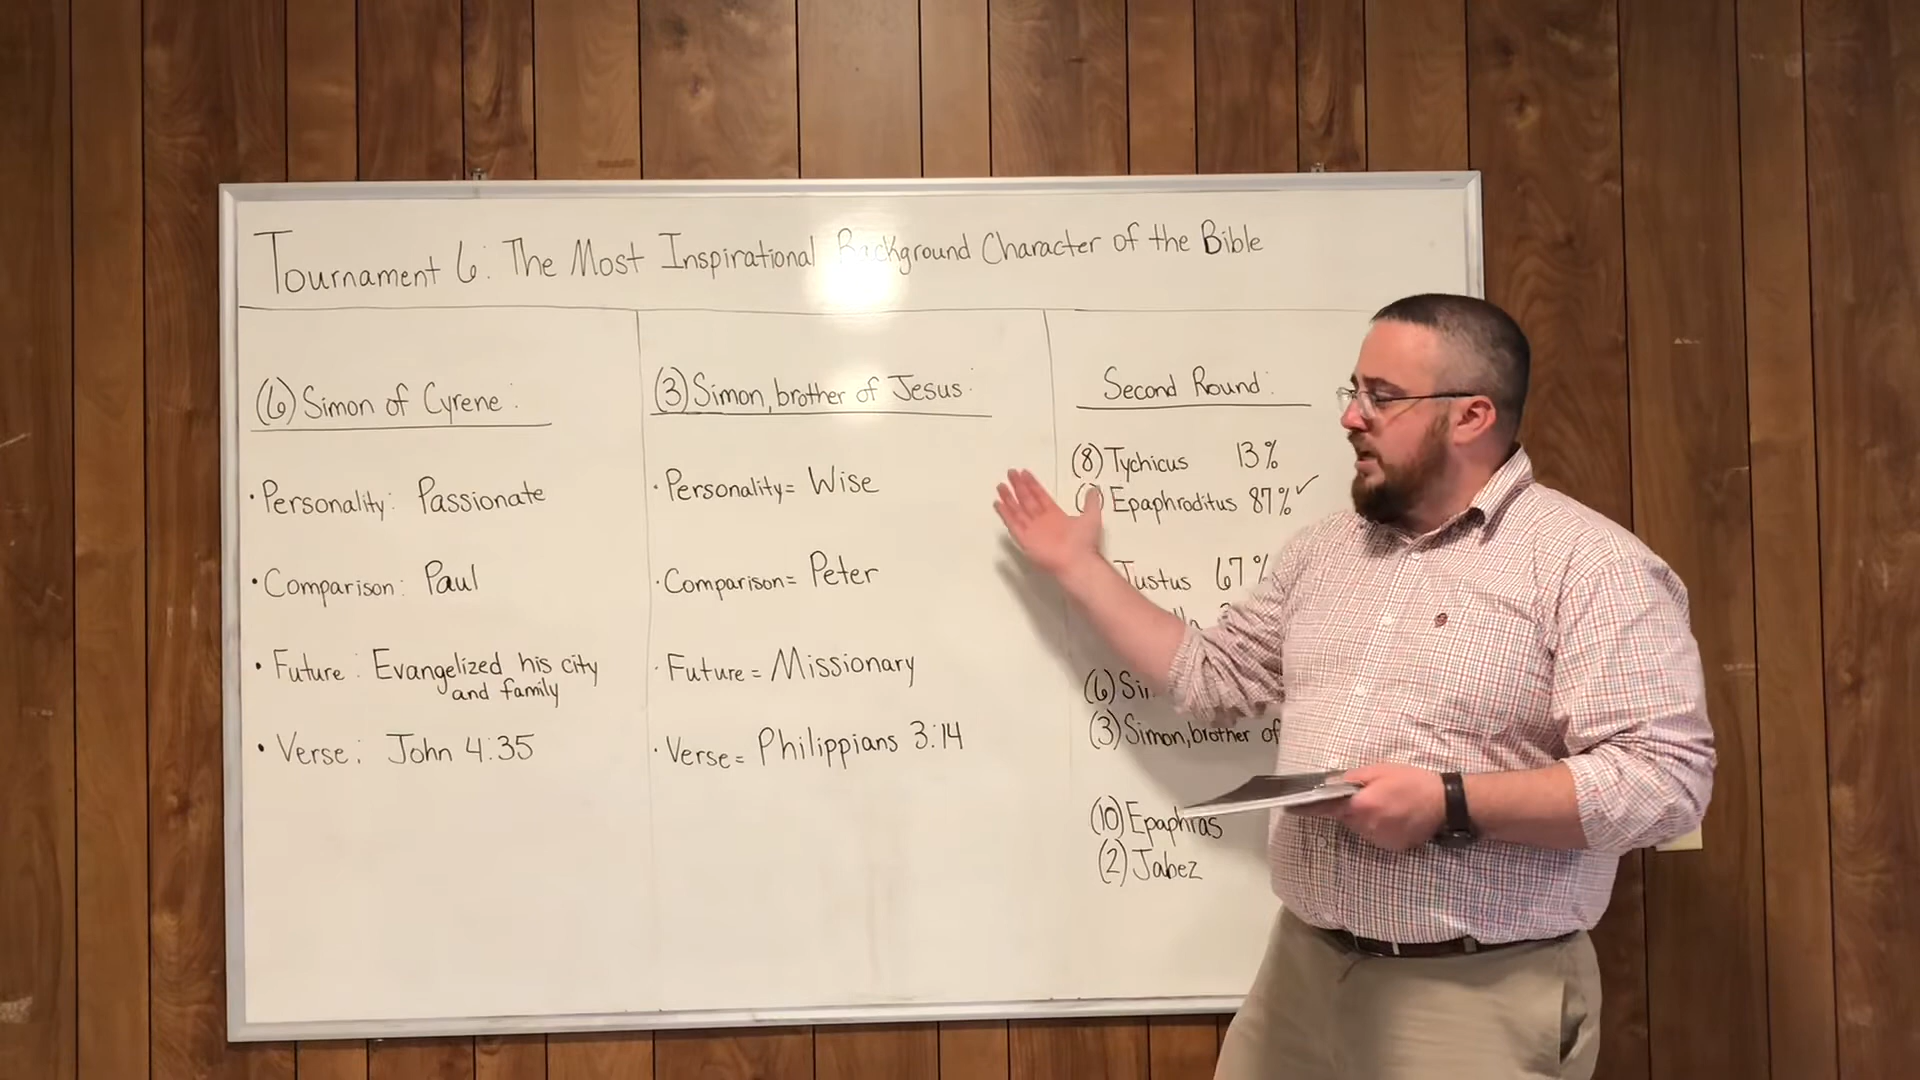 Tournament 6: The Most Inspirational Background Character of the Bible
(6) Simon of Cyrene:
• Personality: Passionate
• Comparison: Paul
• Future: Evangelized his city
and family
• Verse: John 4:35
(3) Simon, brother of Jesus:
• Personality = Wise
• Comparison = Peter
• Future = Missionary
• Verse = Philippians 3:14
Second Round:
(8) Tychicus 13%
Epaphroditus 87% ✓
Justus 67%
(6)
(3) Simon, brother of
(10) Epaphras
(2) Jabez